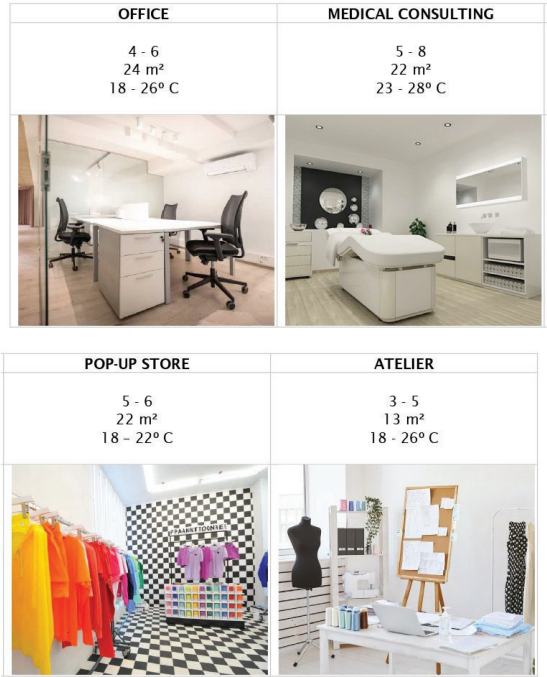 OFFICE
4 - 6
24 m²
18 - 26º C
MEDICAL CONSULTING
5 - 8
22 m²
23 - 28º C
POP-UP STORE
5 - 6
22 m²
18 – 22º C
ATELIER
3 - 5
13 m²
18 - 26º C